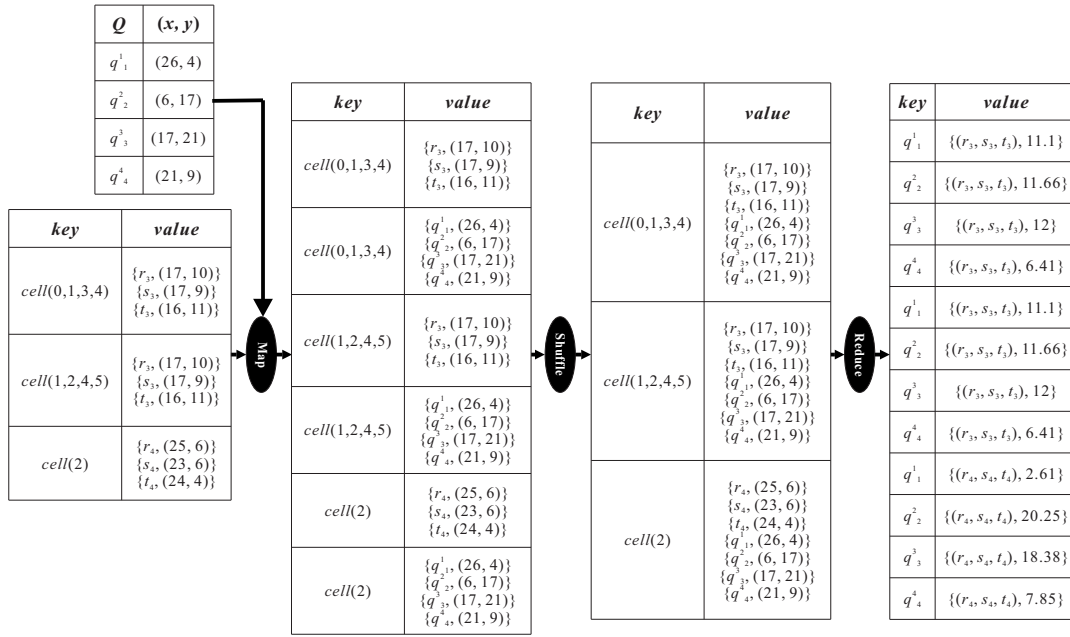 Q (x, y)
q¹₁ (26, 4)
q²₂ (6, 17)
q³₃ (17, 21)
q⁴₄ (21, 9)
key value
cell(0,1,3,4) {r₃, (17, 10)}
{s₃, (17, 9)}
{t₃, (16, 11)}
cell(1,2,4,5) {r₃, (17, 10)}
{s₃, (17, 9)}
{t₃, (16, 11)}
cell(2) {r₄, (25, 6)}
{s₄, (23, 6)}
{t₄, (24, 4)}
Map
key value
cell(0,1,3,4) {r₃, (17, 10)}
{s₃, (17, 9)}
{t₃, (16, 11)}
cell(0,1,3,4) {q¹₁, (26, 4)}
{q²₂, (6, 17)}
{q³₃, (17, 21)}
{q⁴₄, (21, 9)}
cell(1,2,4,5) {r₃, (17, 10)}
{s₃, (17, 9)}
{t₃, (16, 11)}
cell(1,2,4,5) {q¹₁, (26, 4)}
{q²₂, (6, 17)}
{q³₃, (17, 21)}
{q⁴₄, (21, 9)}
cell(2) {r₄, (25, 6)}
{s₄, (23, 6)}
{t₄, (24, 4)}
cell(2) {q¹₁, (26, 4)}
{q²₂, (6, 17)}
{q³₃, (17, 21)}
{q⁴₄, (21, 9)}
Shuffle
key value
cell(0,1,3,4) {r₃, (17, 10)}
{s₃, (17, 9)}
{t₃, (16, 11)}
{q¹₁, (26, 4)}
{q²₂, (6, 17)}
{q³₃, (17, 21)}
{q⁴₄, (21, 9)}
cell(1,2,4,5) {r₃, (17, 10)}
{s₃, (17, 9)}
{t₃, (16, 11)}
{q¹₁, (26, 4)}
{q²₂, (6, 17)}
{q³₃, (17, 21)}
{q⁴₄, (21, 9)}
cell(2) {r₄, (25, 6)}
{s₄, (23, 6)}
{t₄, (24, 4)}
{q¹₁, (26, 4)}
{q²₂, (6, 17)}
{q³₃, (17, 21)}
{q⁴₄, (21, 9)}
Reduce
key value
q¹₁ {(r₃, s₃, t₃), 11.1}
q²₂ {(r₃, s₃, t₃), 11.66}
q³₃ {(r₃, s₃, t₃), 12}
q⁴₄ {(r₃, s₃, t₃), 6.41}
q¹₁ {(r₃, s₃, t₃), 11.1}
q²₂ {(r₃, s₃, t₃), 11.66}
q³₃ {(r₃, s₃, t₃), 12}
q⁴₄ {(r₃, s₃, t₃), 6.41}
q¹₁ {(r₄, s₄, t₄), 2.61}
q²₂ {(r₄, s₄, t₄), 20.25}
q³₃ {(r₄, s₄, t₄), 18.38}
q⁴₄ {(r₄, s₄, t₄), 7.85}